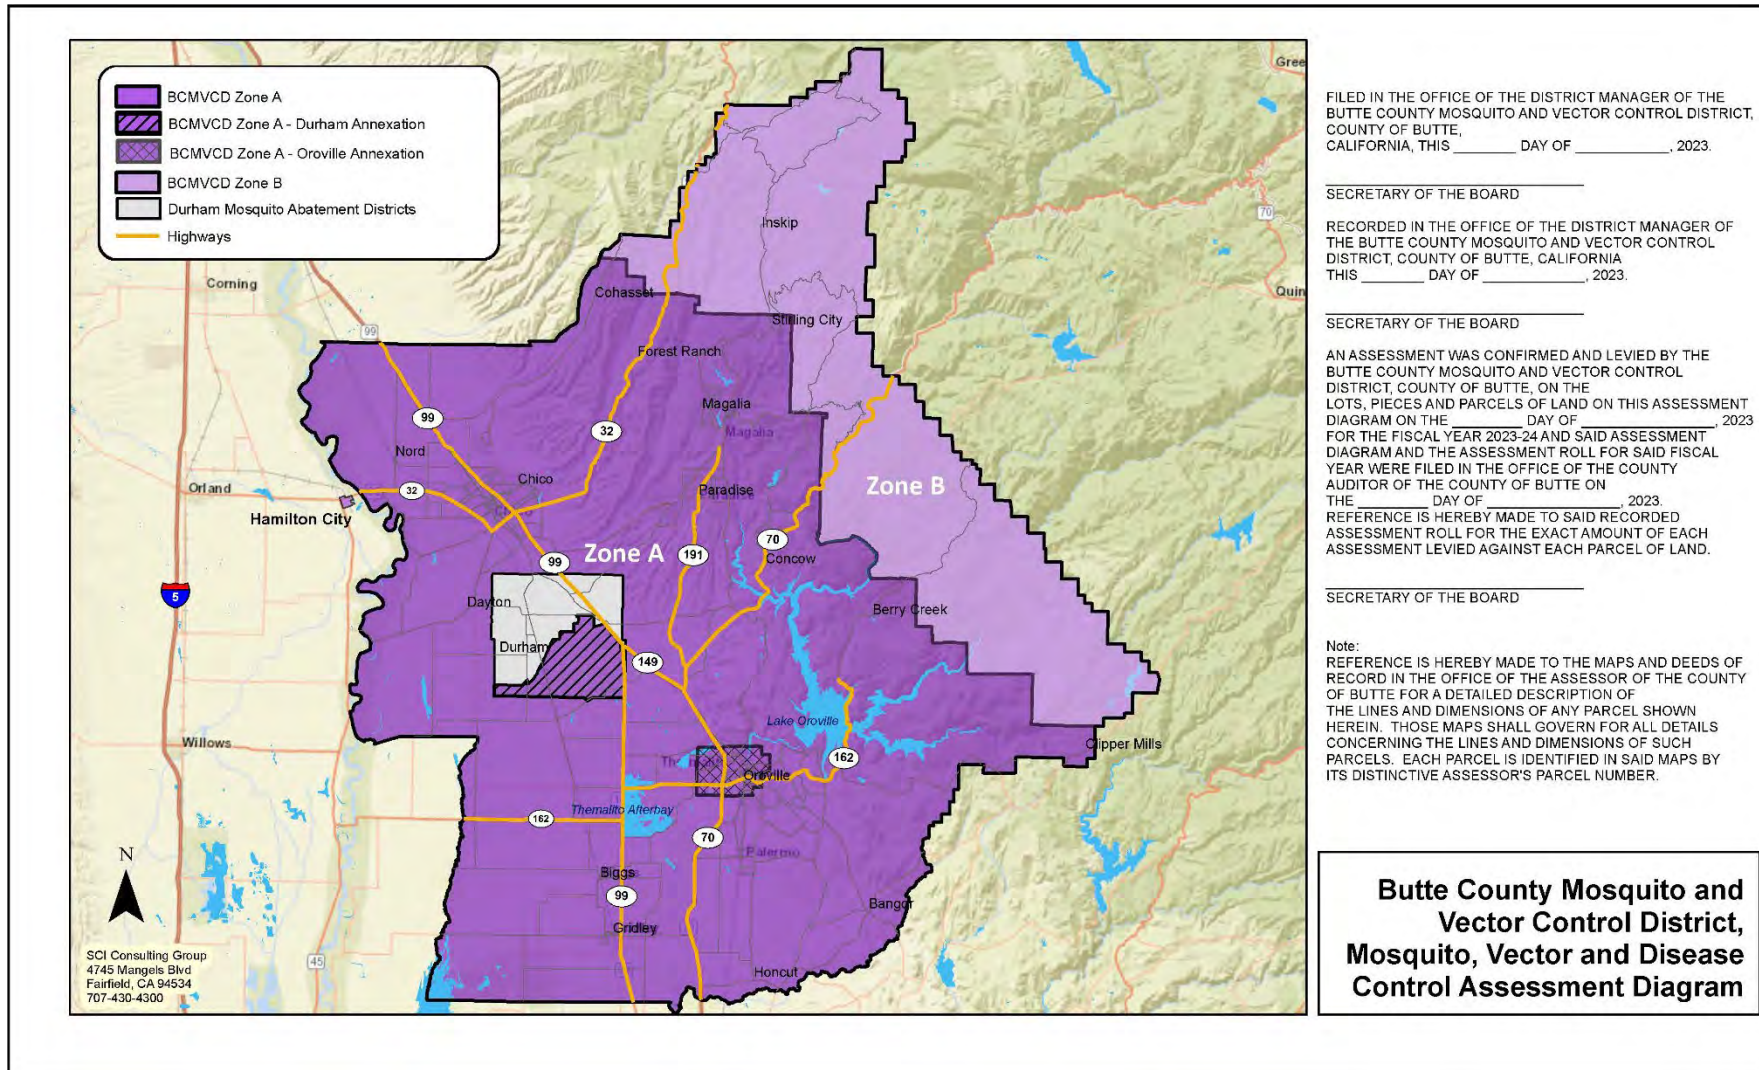 BCMVCD Zone A
BCMVCD Zone A - Durham Annexation
BCMVCD Zone A - Oroville Annexation
BCMVCD Zone B
Durham Mosquito Abatement Districts
Highways
Gree
70
Inskip
Corning
Cohasset
Quin
99
Stirling City
Forest Ranch
Magalia
Magalia
99
32
Nord
Chico
Orland
32
Paradise
Zone B
Hamilton City
Zone A
191
70
Concow
99
5
Dayton
Berry Creek
Durham
149
Lake Oroville
Willows
Clipper Mills
162
Oroville
Themalito Afterbay
162
70
Palermo
Biggs
99
Bangor
Gridley
45
Honcut
N
SCI Consulting Group
4745 Mangels Blvd
Fairfield, CA 94534
707-430-4300
FILED IN THE OFFICE OF THE DISTRICT MANAGER OF THE
BUTTE COUNTY MOSQUITO AND VECTOR CONTROL DISTRICT,
COUNTY OF BUTTE,
CALIFORNIA, THIS ________ DAY OF ____________, 2023.
SECRETARY OF THE BOARD
RECORDED IN THE OFFICE OF THE DISTRICT MANAGER OF
THE BUTTE COUNTY MOSQUITO AND VECTOR CONTROL
DISTRICT, COUNTY OF BUTTE, CALIFORNIA
THIS ________ DAY OF _____________, 2023.
SECRETARY OF THE BOARD
AN ASSESSMENT WAS CONFIRMED AND LEVIED BY THE
BUTTE COUNTY MOSQUITO AND VECTOR CONTROL
DISTRICT, COUNTY OF BUTTE, ON THE
LOTS, PIECES AND PARCELS OF LAND ON THIS ASSESSMENT
DIAGRAM ON THE _________ DAY OF _________________, 2023
FOR THE FISCAL YEAR 2023-24 AND SAID ASSESSMENT
DIAGRAM AND THE ASSESSMENT ROLL FOR SAID FISCAL
YEAR WERE FILED IN THE OFFICE OF THE COUNTY
AUDITOR OF THE COUNTY OF BUTTE ON
THE _________ DAY OF _________________, 2023.
REFERENCE IS HEREBY MADE TO SAID RECORDED
ASSESSMENT ROLL FOR THE EXACT AMOUNT OF EACH
ASSESSMENT LEVIED AGAINST EACH PARCEL OF LAND.
SECRETARY OF THE BOARD
Note:
REFERENCE IS HEREBY MADE TO THE MAPS AND DEEDS OF
RECORD IN THE OFFICE OF THE ASSESSOR OF THE COUNTY
OF BUTTE FOR A DETAILED DESCRIPTION OF
THE LINES AND DIMENSIONS OF ANY PARCEL SHOWN
HEREIN. THOSE MAPS SHALL GOVERN FOR ALL DETAILS
CONCERNING THE LINES AND DIMENSIONS OF SUCH
PARCELS. EACH PARCEL IS IDENTIFIED IN SAID MAPS BY
ITS DISTINCTIVE ASSESSOR'S PARCEL NUMBER.
Butte County Mosquito and
Vector Control District,
Mosquito, Vector and Disease
Control Assessment Diagram